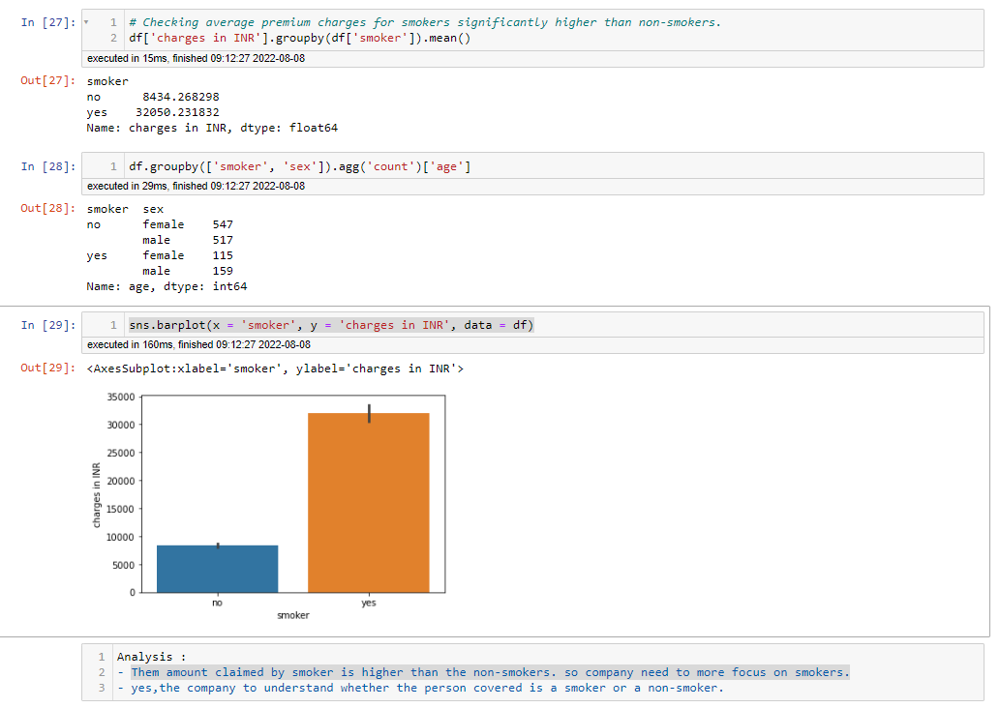 In [27]: 1 # Checking average premium charges for smokers significantly higher than non-smokers.
2 df['charges in INR'].groupby(df['smoker']).mean()
executed in 15ms, finished 09:12:27 2022-08-08
Out[27]: smoker
no 8434.268298
yes 32050.231832
Name: charges in INR, dtype: float64
In [28]: 1 df.groupby(['smoker', 'sex']).agg('count')['age']
executed in 29ms, finished 09:12:27 2022-08-08
Out[28]: smoker sex
no female 547
male 517
yes female 115
male 159
Name: age, dtype: int64
In [29]: 1 sns.barplot(x = 'smoker', y = 'charges in INR', data = df)
executed in 160ms, finished 09:12:27 2022-08-08
Out[29]: <AxesSubplot:xlabel='smoker', ylabel='charges in INR'>
35000
30000
25000
20000
15000
10000
5000
0
charges in INR
no yes
smoker
1 Analysis :
2 - Them amount claimed by smoker is higher than the non-smokers. so company need to more focus on smokers.
3 - yes,the company to understand whether the person covered is a smoker or a non-smoker.